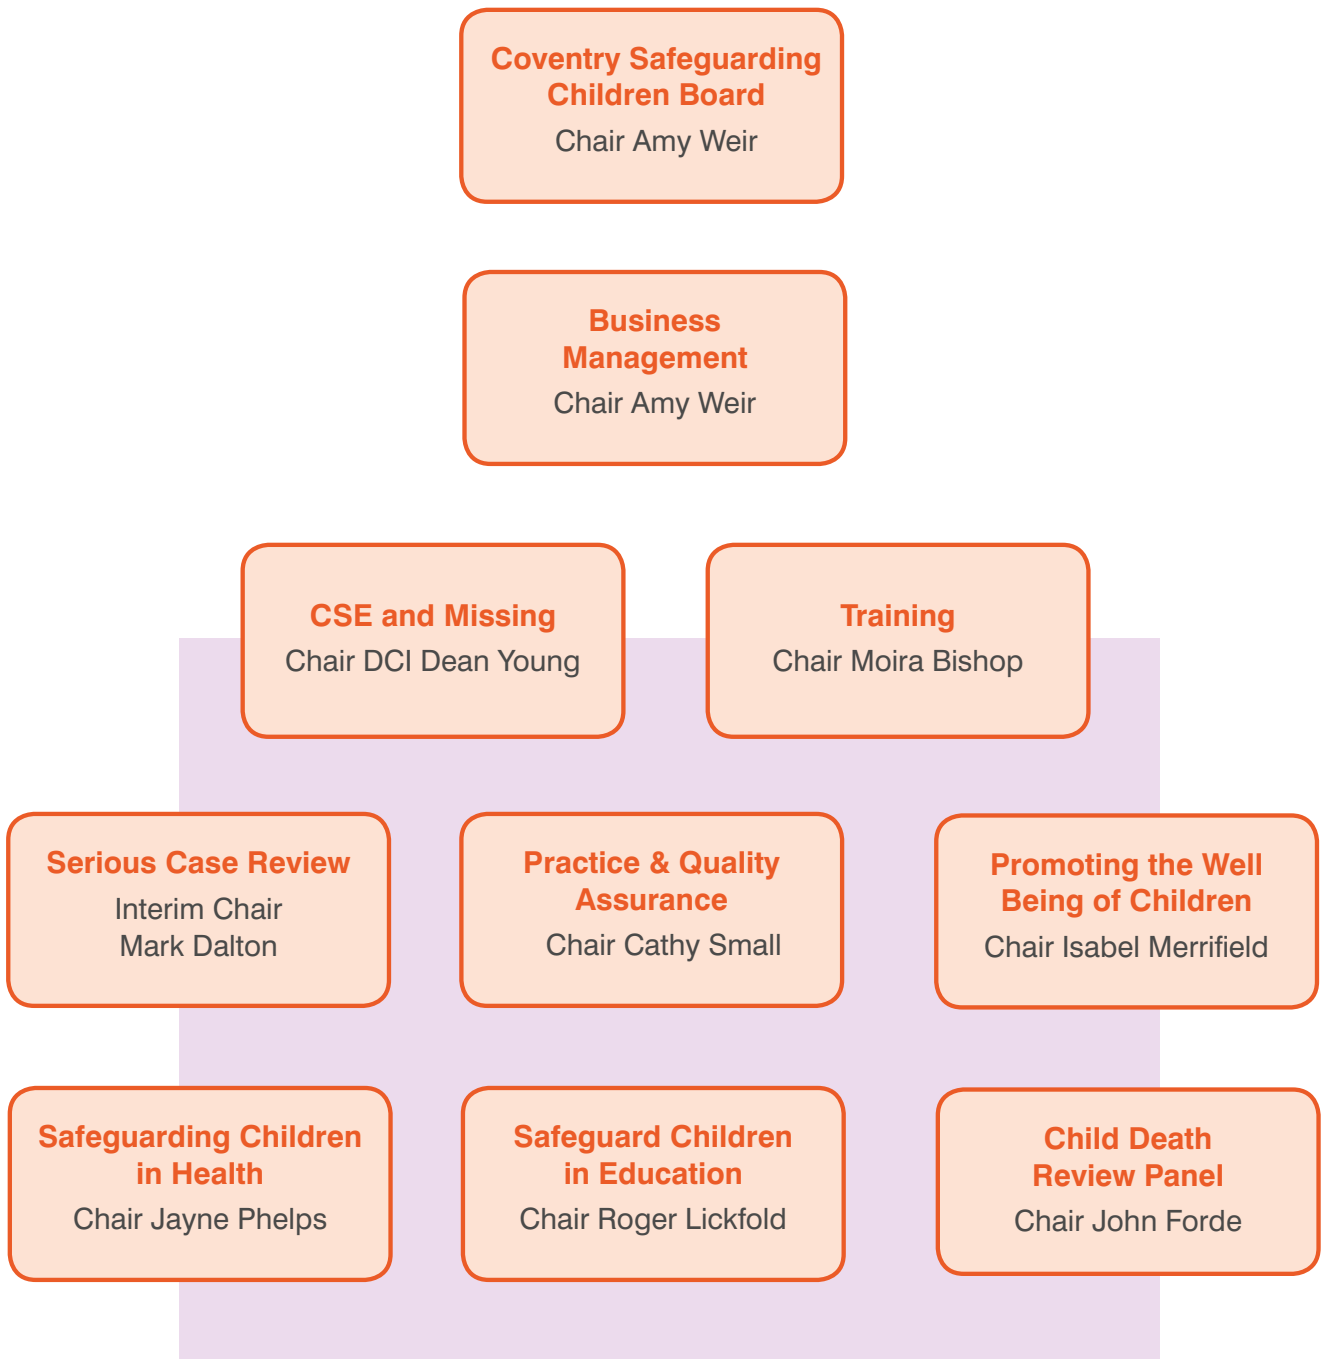 Coventry Safeguarding
Children Board
Chair Amy Weir
Business
Management
Chair Amy Weir
CSE and Missing
Chair DCI Dean Young
Training
Chair Moira Bishop
Serious Case Review
Interim Chair
Mark Dalton
Practice & Quality
Assurance
Chair Cathy Small
Promoting the Well
Being of Children
Chair Isabel Merrifield
Safeguarding Children
in Health
Chair Jayne Phelps
Safeguard Children
in Education
Chair Roger Lickfold
Child Death
Review Panel
Chair John Forde